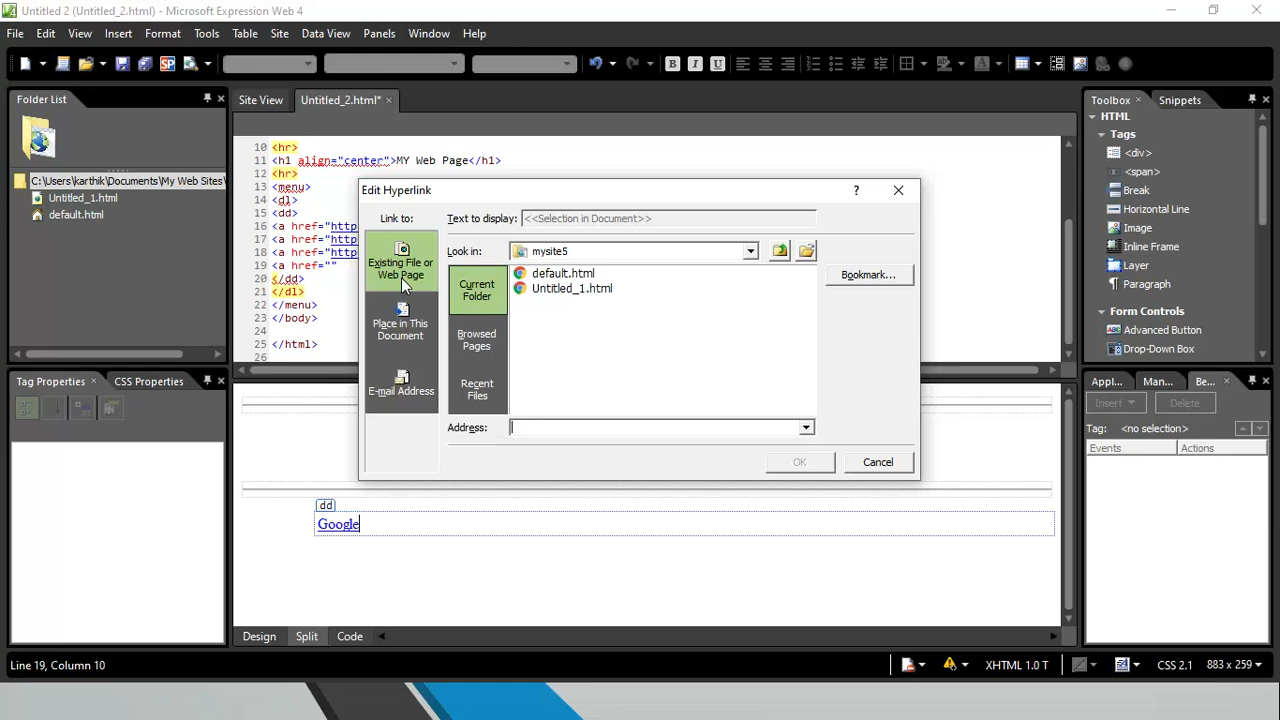 Untitled 2 (Untitled_2.html) - Microsoft Expression Web 4
File Edit View Insert Format Tools Table Site Data View Panels Window Help
SP
B I U
A
Folder List
C:\Users\karthik\Documents\My Web Sites\
Untitled_1.html
default.html
Site View
Untitled_2.html*
10 <hr>
11 <h1 align="center">MY Web Page</h1>
12 <hr>
13 <menu>
14 <dl>
15 <dd>
16 <a href="http
17 <a href="http
18 <a href="http
19 <a href=""
20 </dd>
21 </dl>
22 </menu>
23 </body>
24
25 </html>
26
Edit Hyperlink
?
Link to:
Text to display:
<<Selection in Document>>
Existing File or
Web Page
Place in This
Document
E-mail Address
Look in:
mysite5
Current
Folder
Browsed
Pages
Recent
Files
default.html
Untitled_1.html
Bookmark...
Address:
OK
Cancel
Toolbox
Snippets
HTML
Tags
<div>
<span>
Break
Horizontal Line
Image
Inline Frame
Layer
Paragraph
Form Controls
Advanced Button
Drop-Down Box
Tag Properties
CSS Properties
dd
Google
Appl...
Man...
Be...
Insert
Delete
Tag: <no selection>
Events
Actions
Design
Split
Code
Line 19, Column 10
XHTML 1.0 T
CSS 2.1
883 x 259